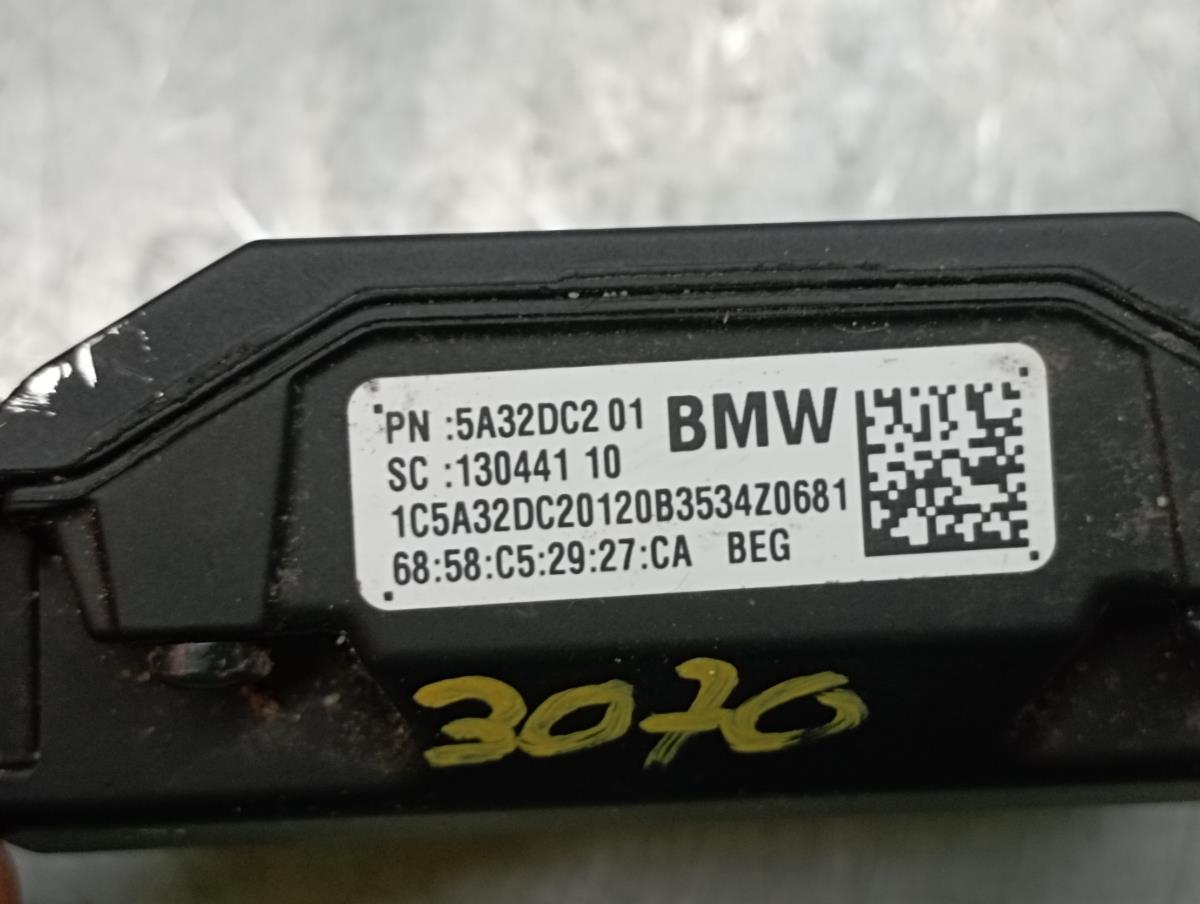 PN :5A32DC2 01 BMW
SC :130441 10
1C5A32DC20120B3534Z0681
68:58:C5:29:27:CA BEG
3070